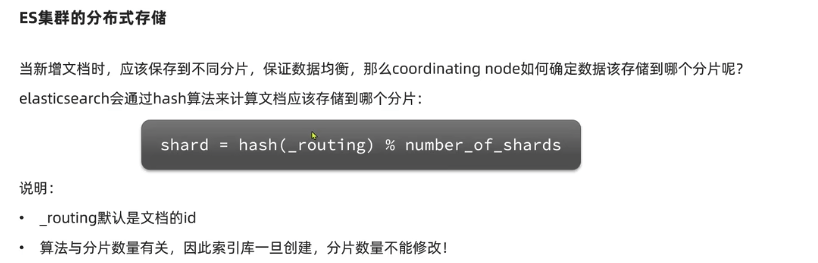 ES集群的分布式存储
当新增文档时，应该保存到不同分片，保证数据均衡，那么coordinating node如何确定数据该存储到哪个分片呢？
elasticsearch会通过hash算法来计算文档应该存储到哪个分片：
shard = hash(_routing) % number_of_shards
说明：
• _routing默认是文档的id
• 算法与分片数量有关，因此索引库一旦创建，分片数量不能修改！